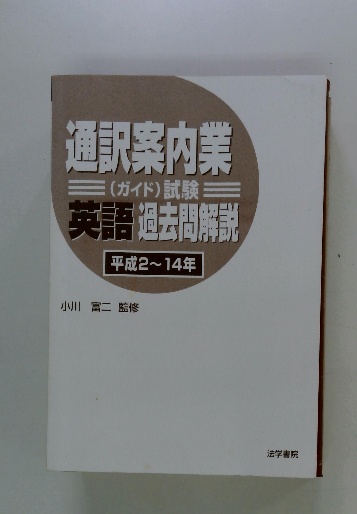 通訳案内業
(ガイド)試験
英語 過去問解説
平成2～14年
小川 富二 監修
法学書院